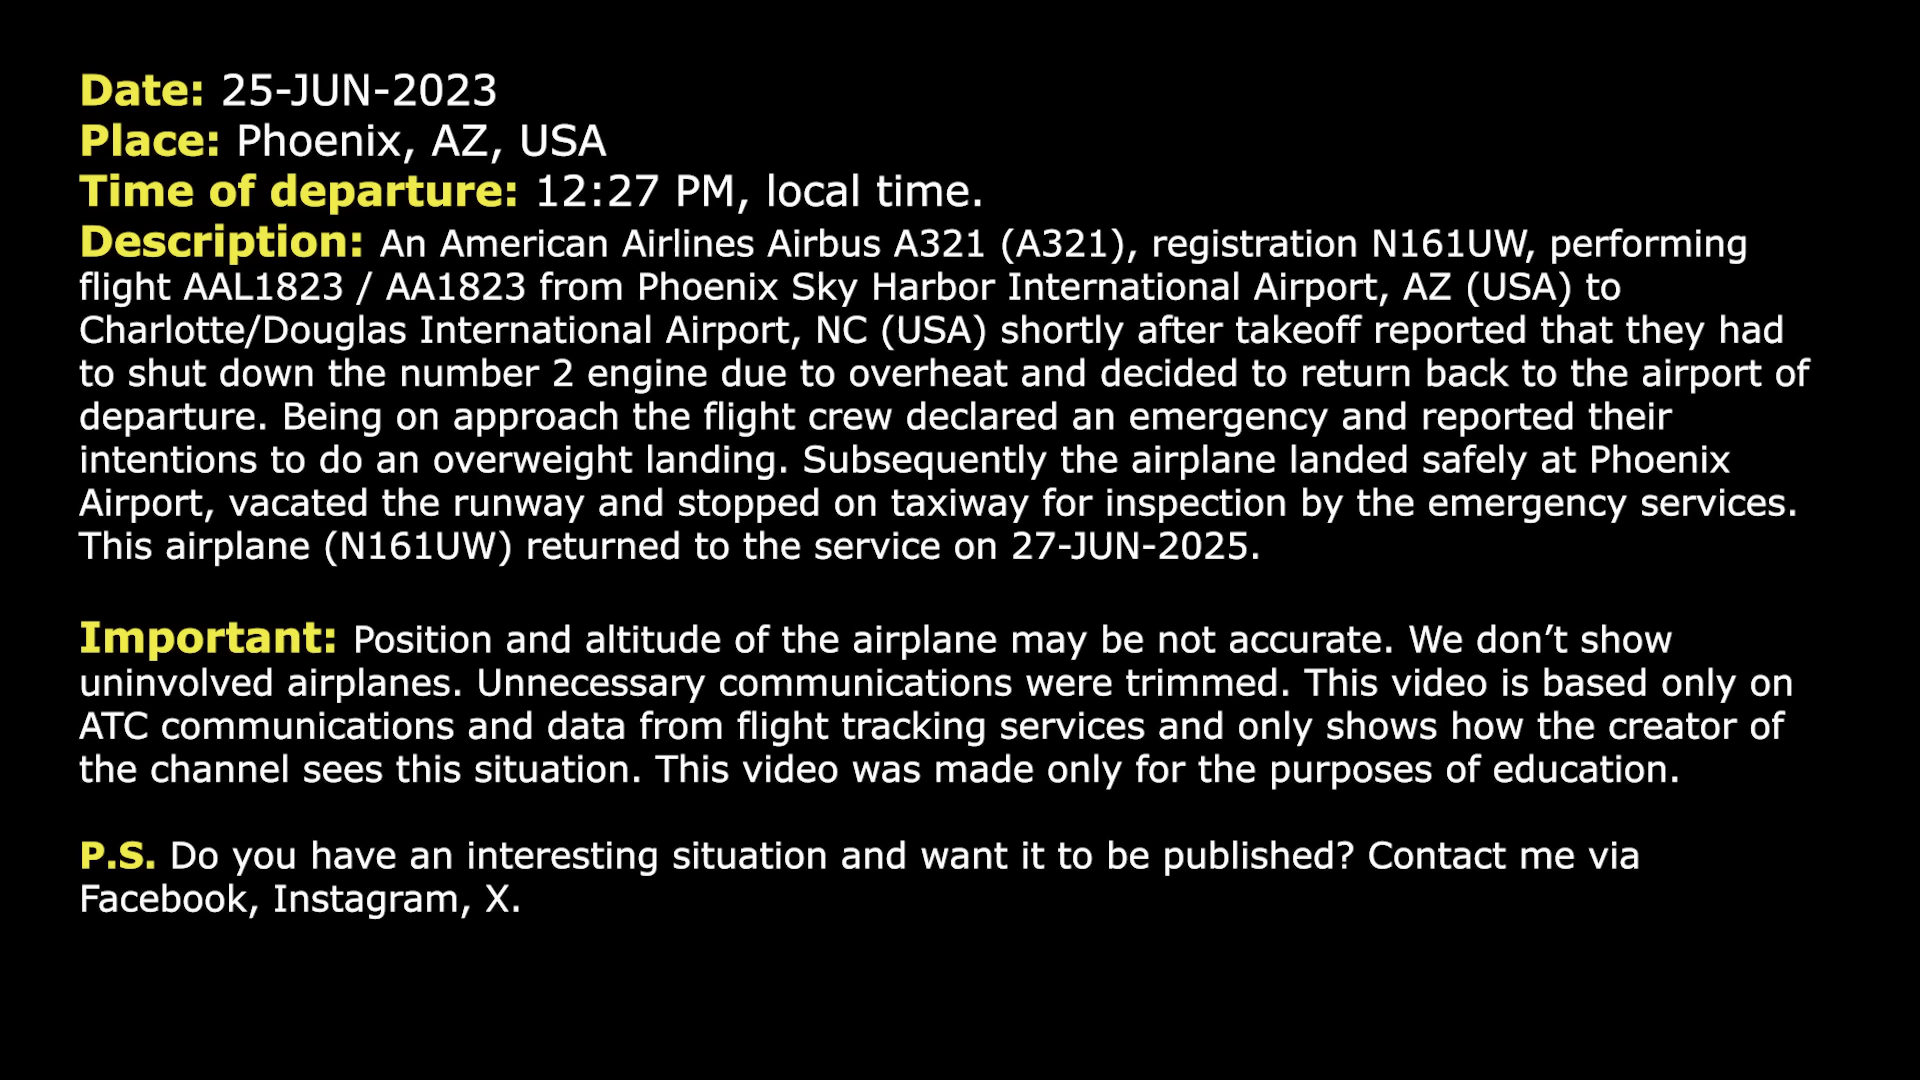 Date: 25-JUN-2023
Place: Phoenix, AZ, USA
Time of departure: 12:27 PM, local time.
Description: An American Airlines Airbus A321 (A321), registration N161UW, performing
flight AAL1823 / AA1823 from Phoenix Sky Harbor International Airport, AZ (USA) to
Charlotte/Douglas International Airport, NC (USA) shortly after takeoff reported that they had
to shut down the number 2 engine due to overheat and decided to return back to the airport of
departure. Being on approach the flight crew declared an emergency and reported their
intentions to do an overweight landing. Subsequently the airplane landed safely at Phoenix
Airport, vacated the runway and stopped on taxiway for inspection by the emergency services.
This airplane (N161UW) returned to the service on 27-JUN-2025.
Important: Position and altitude of the airplane may be not accurate. We don’t show
uninvolved airplanes. Unnecessary communications were trimmed. This video is based only on
ATC communications and data from flight tracking services and only shows how the creator of
the channel sees this situation. This video was made only for the purposes of education.
P.S. Do you have an interesting situation and want it to be published? Contact me via
Facebook, Instagram, X.